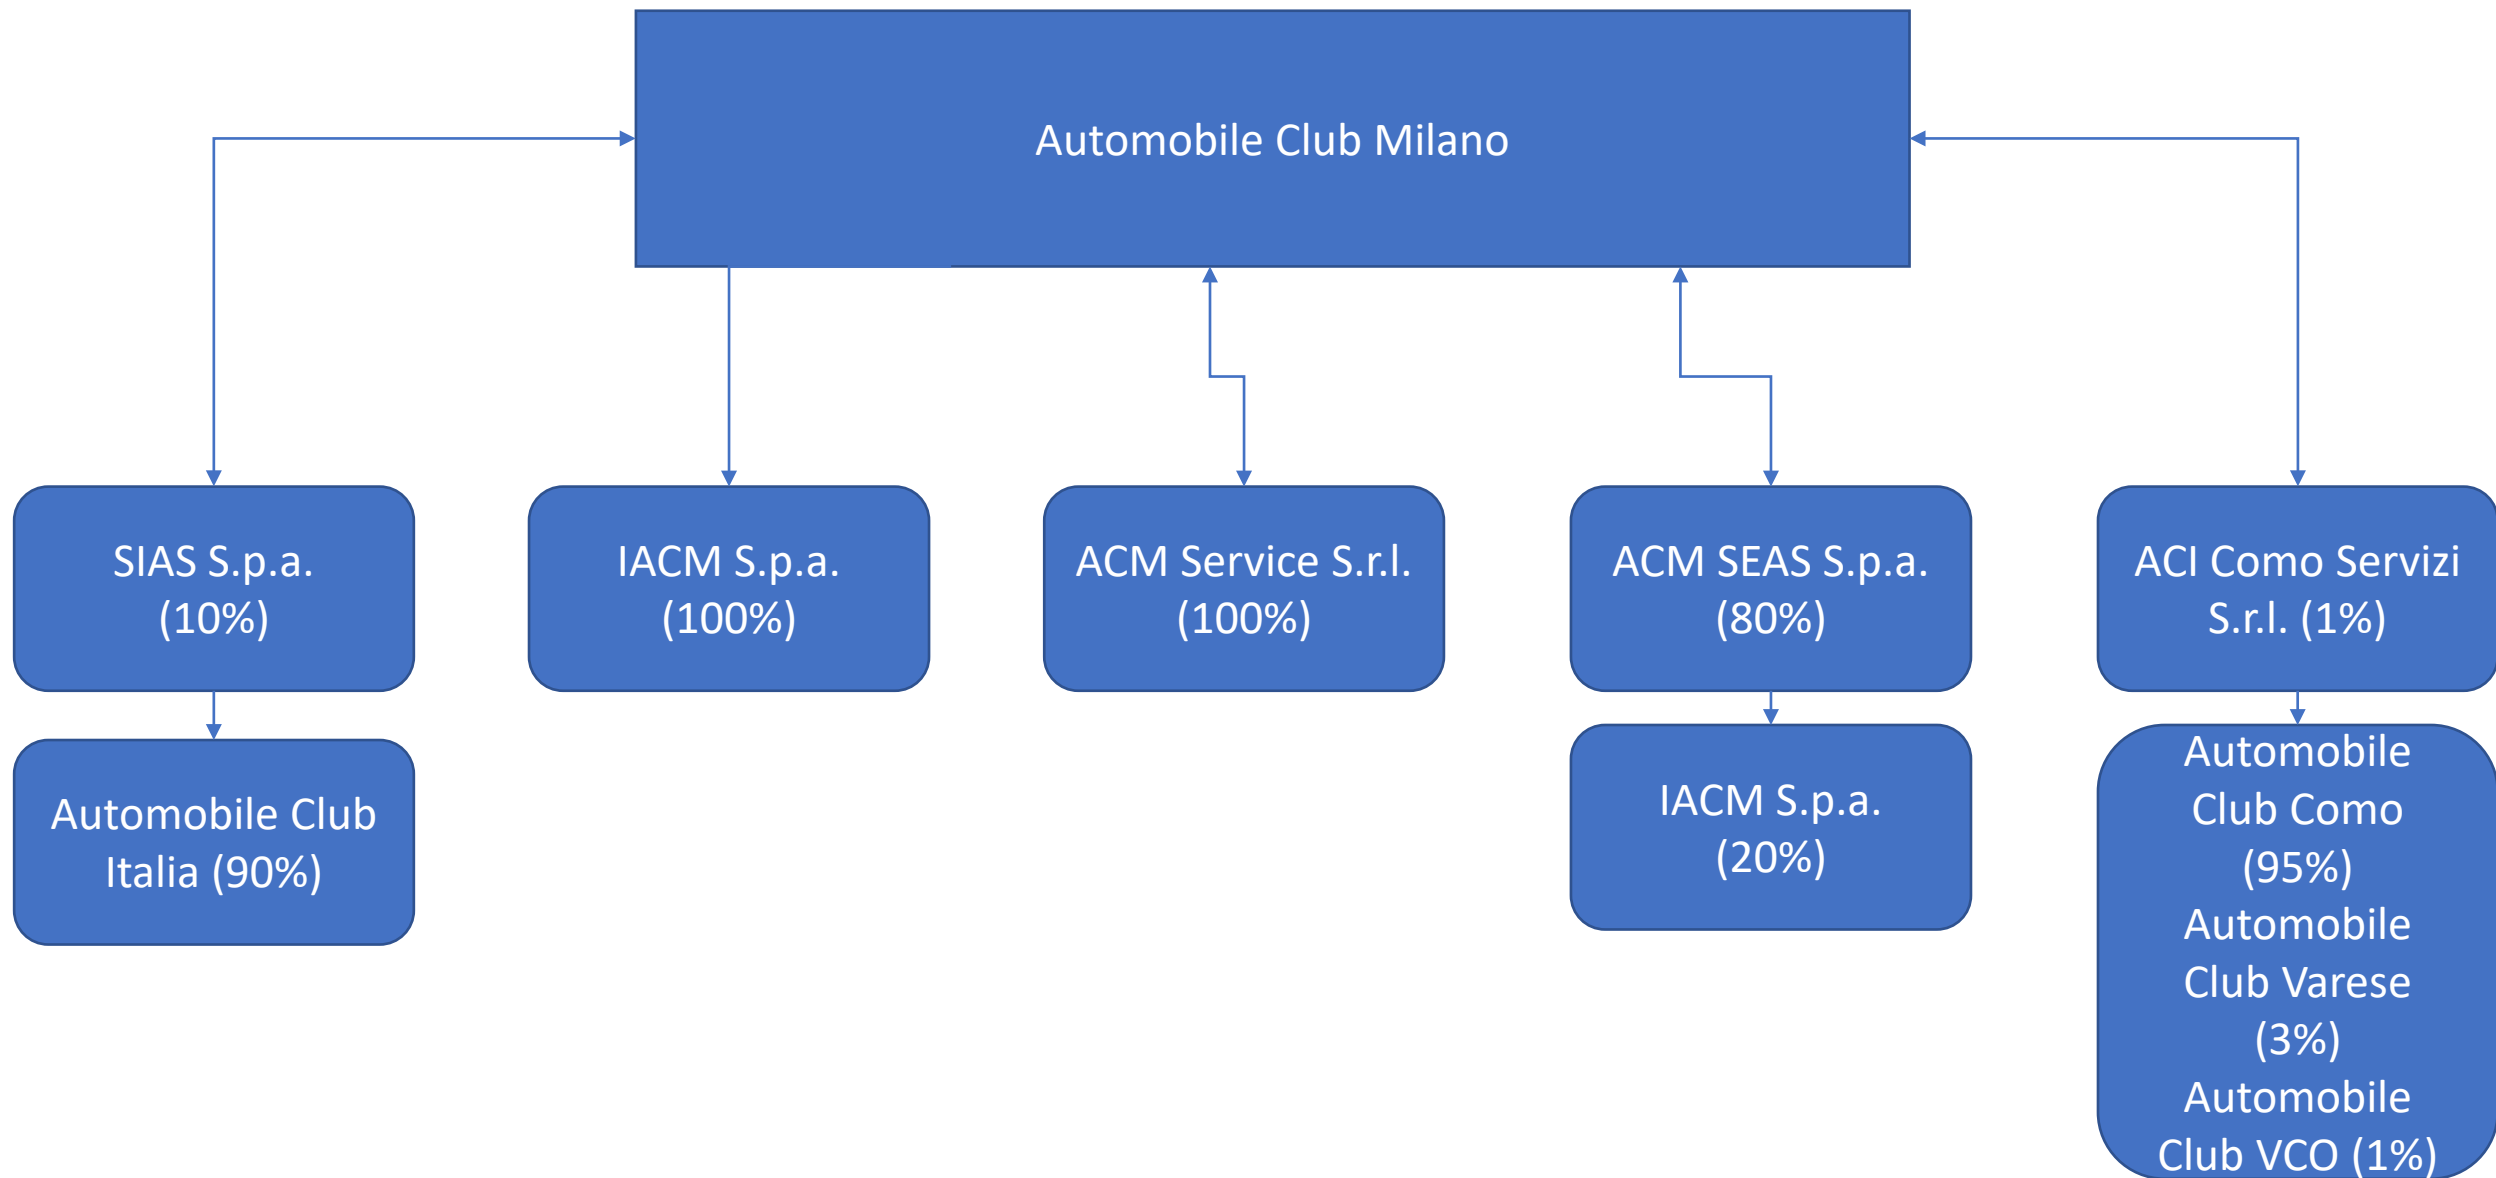 Automobile Club Milano
SIAS S.p.a.
(10%)
IACM S.p.a.
(100%)
ACM Service S.r.l.
(100%)
ACM SEAS S.p.a.
(80%)
ACI Como Servizi
S.r.l. (1%)
Automobile Club
Italia (90%)
IACM S.p.a.
(20%)
Automobile
Club Como
(95%)
Automobile
Club Varese
(3%)
Automobile
Club VCO (1%)